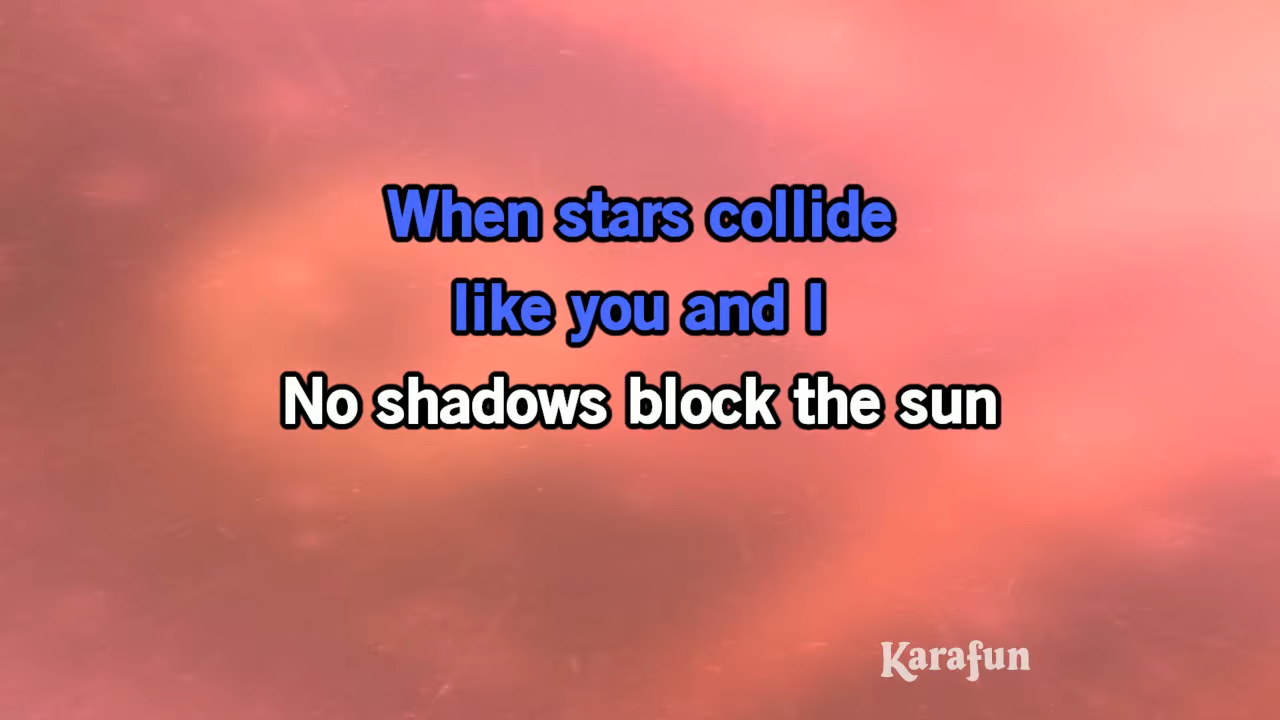 When stars collide
like you and I
No shadows block the sun
Karafun